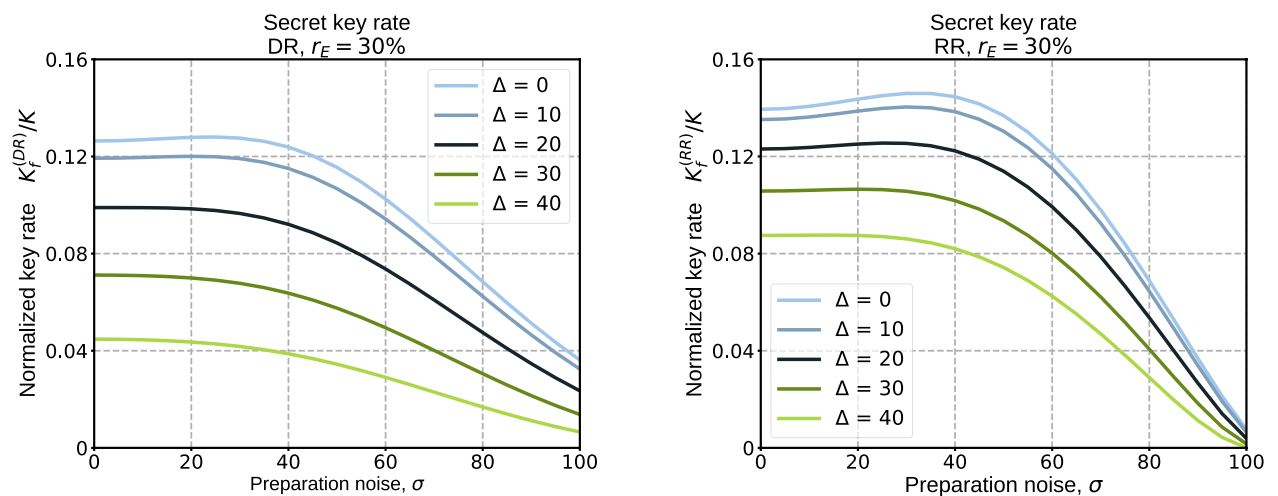 Secret key rate
DR, r_E = 30%
Normalized key rate K_f^(DR)/K
0.16
0.12
0.08
0.04
0
Δ = 0
Δ = 10
Δ = 20
Δ = 30
Δ = 40
0 20 40 60 80 100
Preparation noise, σ
Secret key rate
RR, r_E = 30%
Normalized key rate K_f^(RR)/K
0.16
0.12
0.08
0.04
0
Δ = 0
Δ = 10
Δ = 20
Δ = 30
Δ = 40
0 20 40 60 80 100
Preparation noise, σ